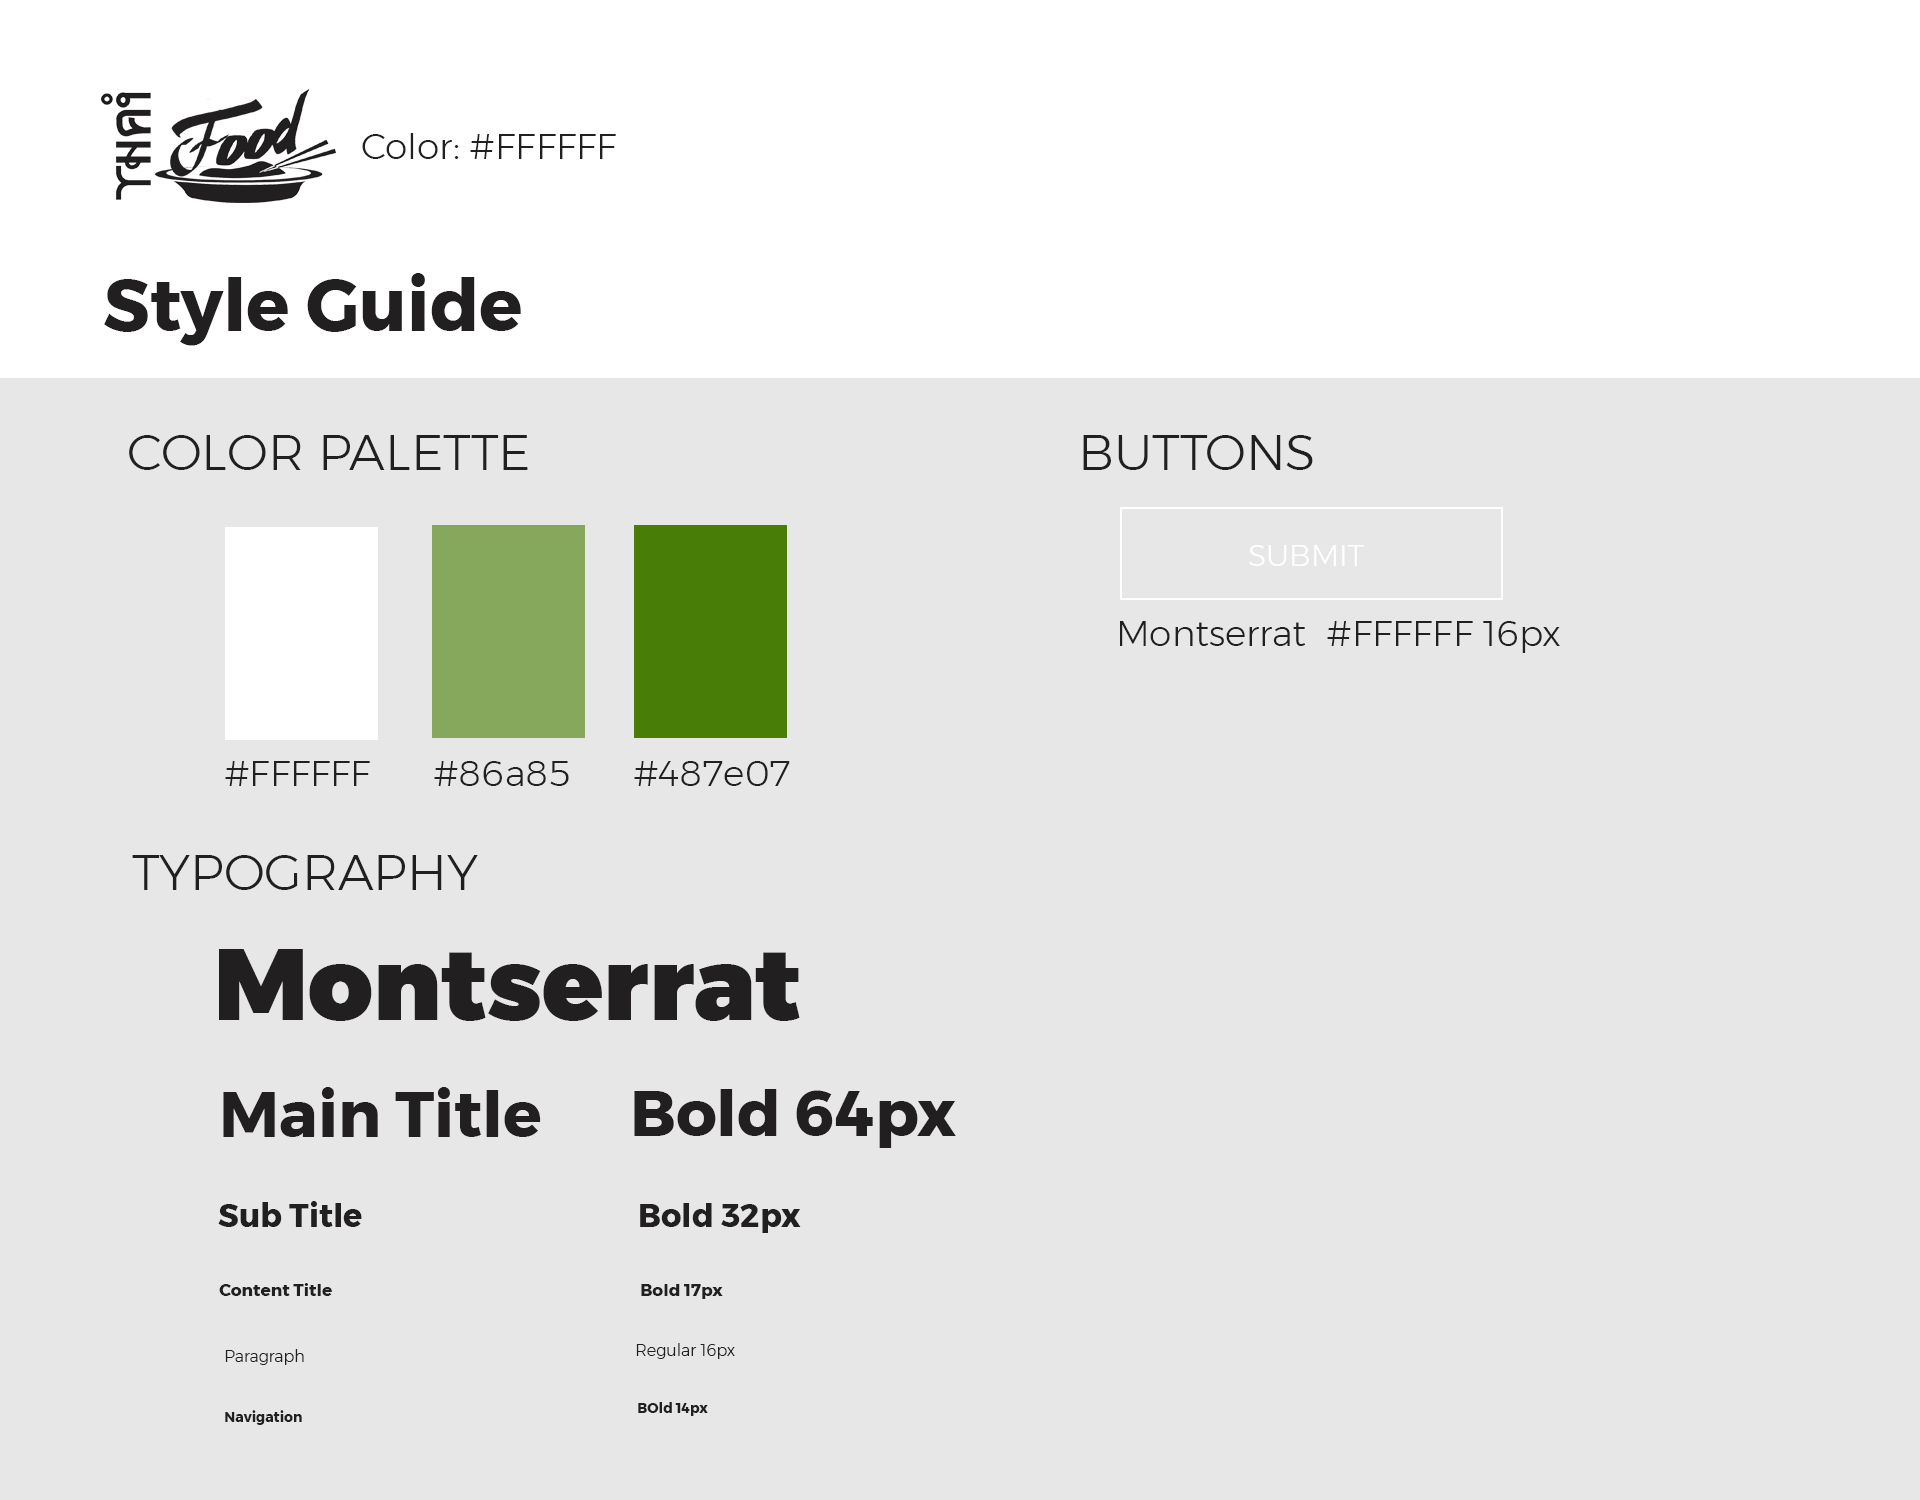 Food
Color: #FFFFFF
Style Guide
COLOR PALETTE
#FFFFFF
#86a85
#487e07
BUTTONS
SUBMIT
Montserrat #FFFFFF 16px
TYPOGRAPHY
Montserrat
Main Title Bold 64px
Sub Title Bold 32px
Content Title Bold 17px
Paragraph Regular 16px
Navigation BOld 14px